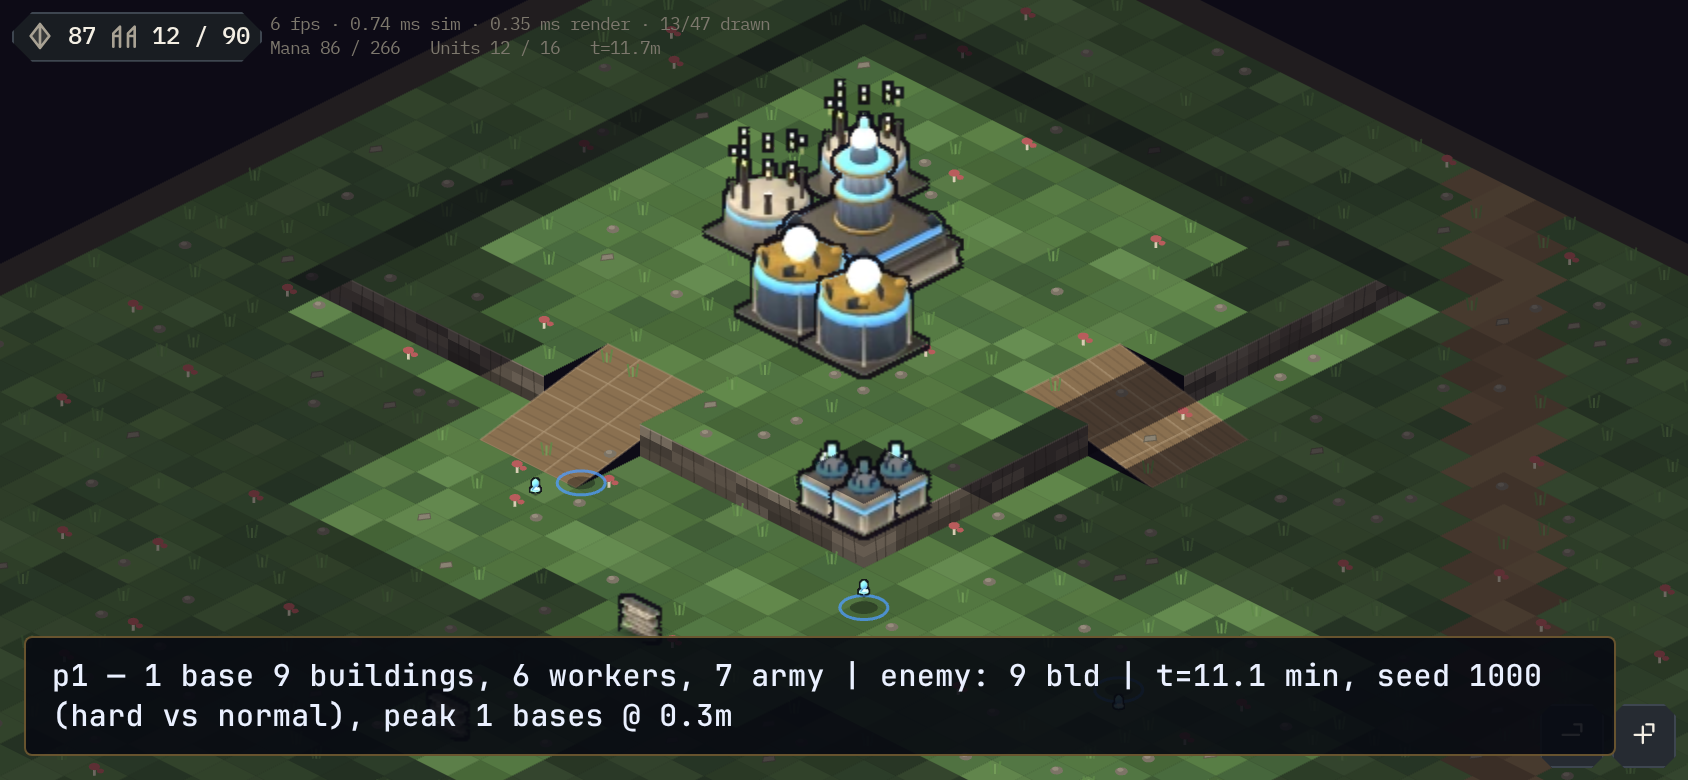 87 12 / 90
6 fps · 0.74 ms sim · 0.35 ms render · 13/47 drawn
Mana 86 / 266 Units 12 / 16 t=11.7m
p1 — 1 base 9 buildings, 6 workers, 7 army | enemy: 9 bld | t=11.1 min, seed 1000
(hard vs normal), peak 1 bases @ 0.3m